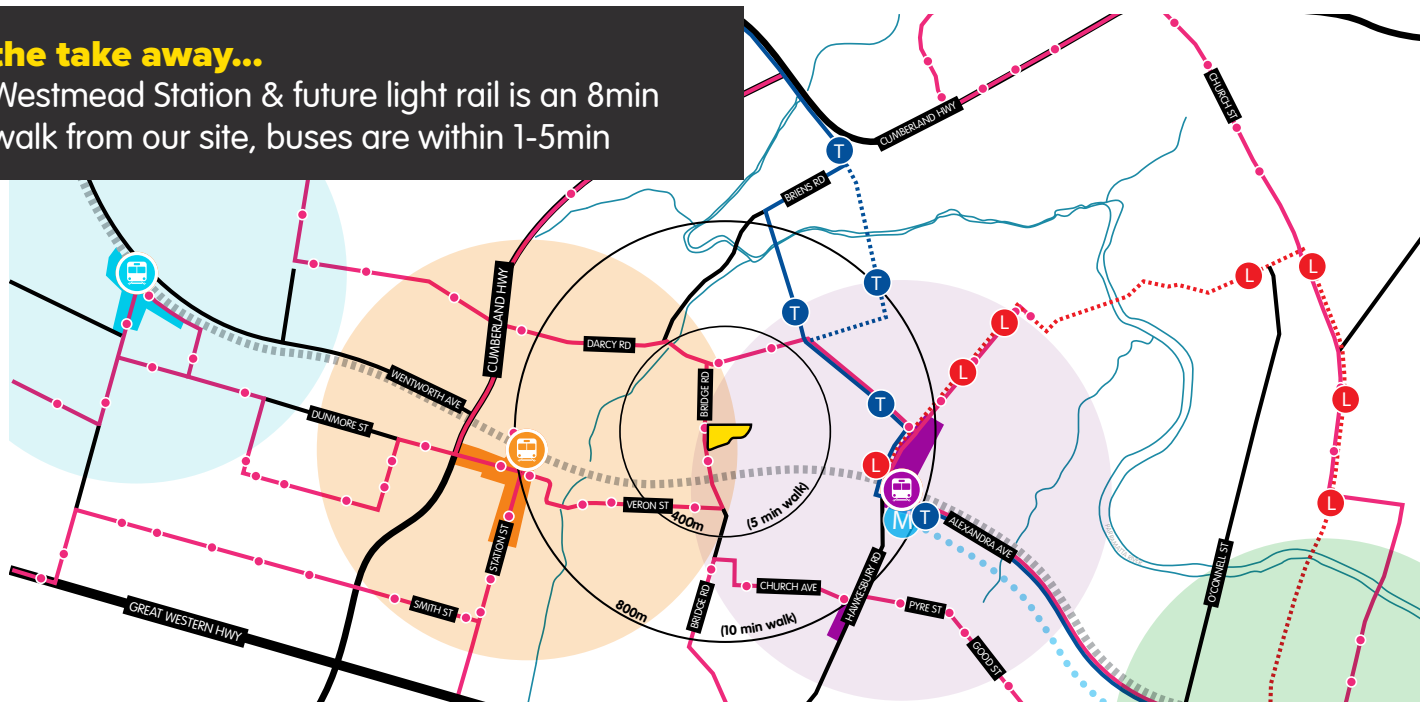 the take away...
Westmead Station & future light rail is an 8min
walk from our site, buses are within 1-5min
CUMBERLAND HWY
CHURCH ST
T
BRIENS RD
CUMBERLAND HWY
T
T
L
L
L
L
DARCY RD
WENTWORTH AVE
BRIDGE RD
DUNMORE ST
T
L
L
VERON ST
400m
(5 min walk)
M
T
L
ALEXANDRA AVE
STATION ST
O'CONNELL ST
HAWKESBURY RD
CHURCH AVE
BRIDGE RD
PYRE ST
SMITH ST
GREAT WESTERN HWY
800m
(10 min walk)
GOOD ST